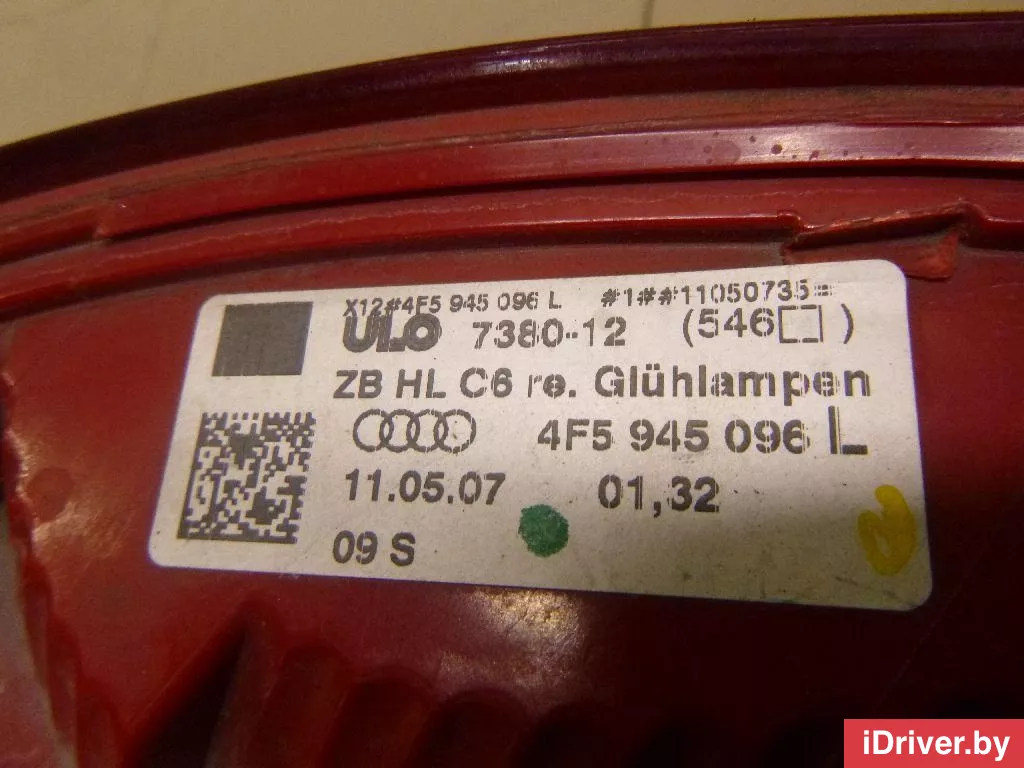 X12#4F5 945 096 L #1##11050735=
ULO 7380-12 (546□)
ZB HL C6 re. Glühlampen
4F5 945 096 L
11.05.07 01,32
09 S
iDriver.by